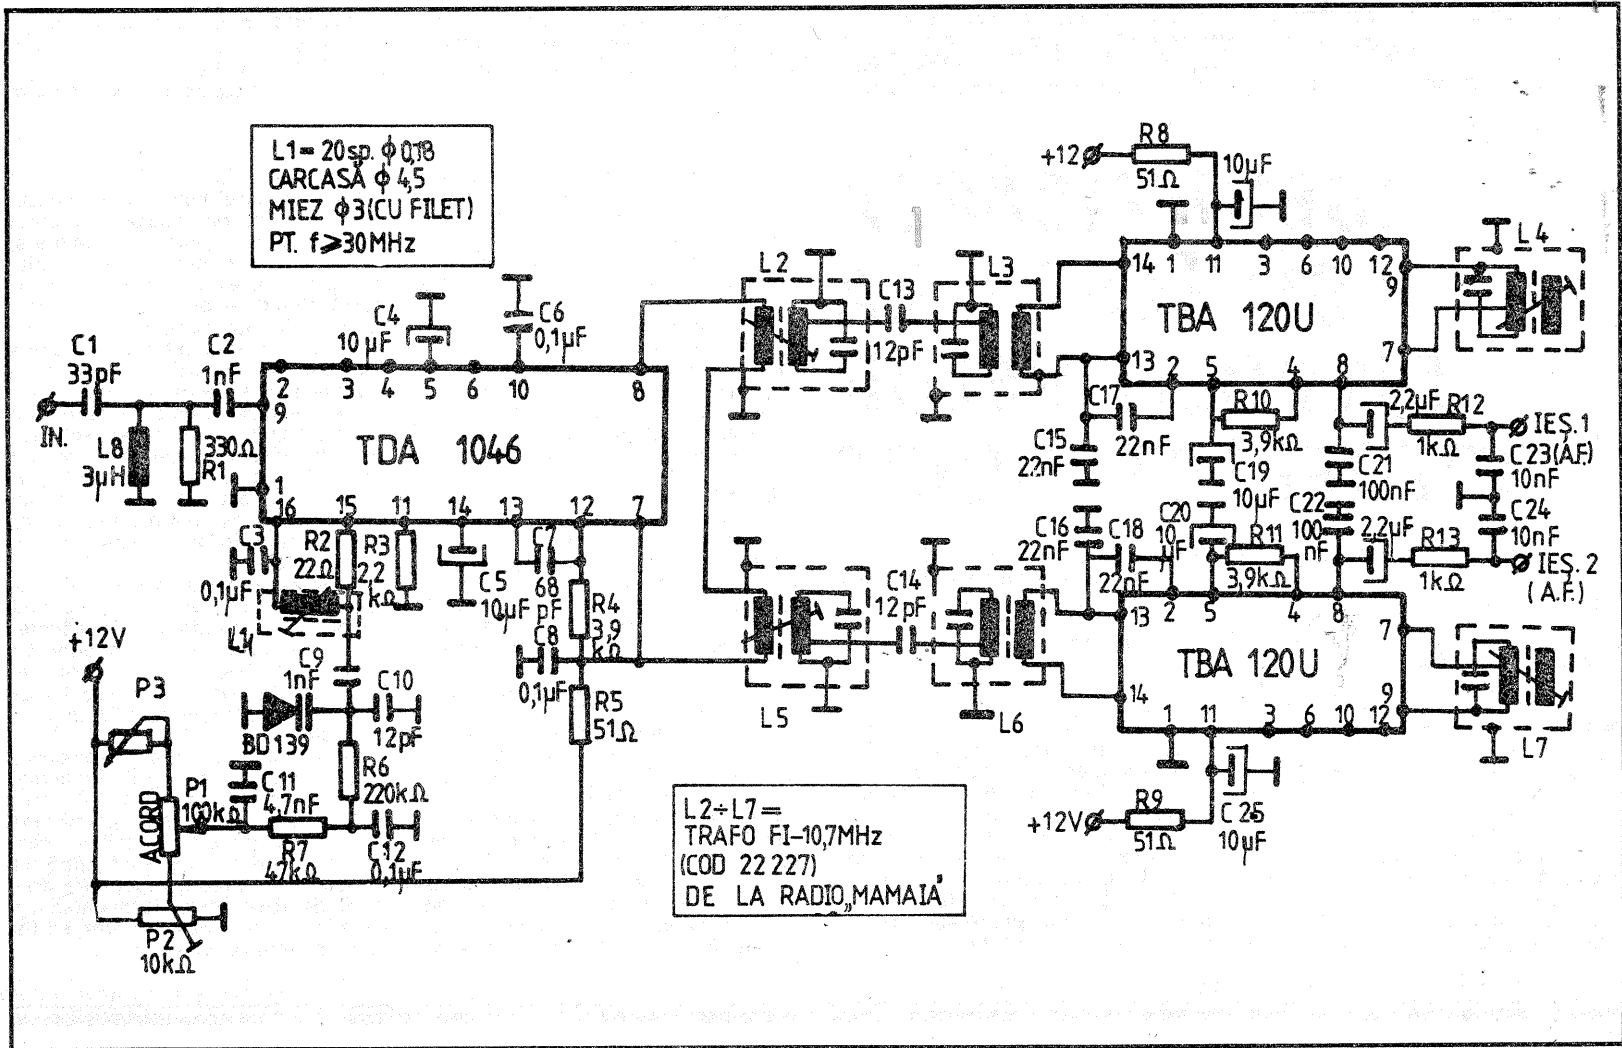 L1= 20sp. ϕ 0,18
CARCASĂ ϕ 4,5
MIEZ ϕ3(CU FILET)
PT. f⩾30MHz
C1
33pF
IN.
L8
3µH
330Ω
R1
C2
1nF
C4
10µF
C6
0,1µF
2
3
4
5
6
10
8
9
TDA 1046
1
16
15
11
14
13
12
7
C3
0,1µF
R2
22Ω
R3
2,2
kΩ
C5
10µF
C7
68
pF
R4
3,9
kΩ
C8
0,1µF
R5
51Ω
C9
1nF
BD 139
C10
12pF
R6
220kΩ
+12V
P3
P1
100kΩ
ACORD
C11
4,7nF
R7
47kΩ
C12
0,1µF
P2
10kΩ
L2
C13
12pF
L3
L5
C14
12pF
L6
+12
R8
51Ω
10µF
14
1
11
3
6
10
12
9
TBA 120U
L4
13
2
5
4
8
7
C17
22nF
C15
22nF
R10
3,9kΩ
C19
10µF
2,2µF
R12
1kΩ
IEȘ.1
(A.F.)
C23
10nF
C21
100nF
C16
22nF
C18
22nF
C20
10
µF
R11
3,9kΩ
C22
100
nF
2,2µF
R13
1kΩ
C24
10nF
IEȘ. 2
(A.F.)
13
2
5
4
8
7
TBA 120U
14
1
11
3
6
10
12
9
L7
+12V
R9
51Ω
C25
10µF
L2÷L7=
TRAFO FI-10,7MHz
(COD 22 227)
DE LA RADIO„MAMAIA"